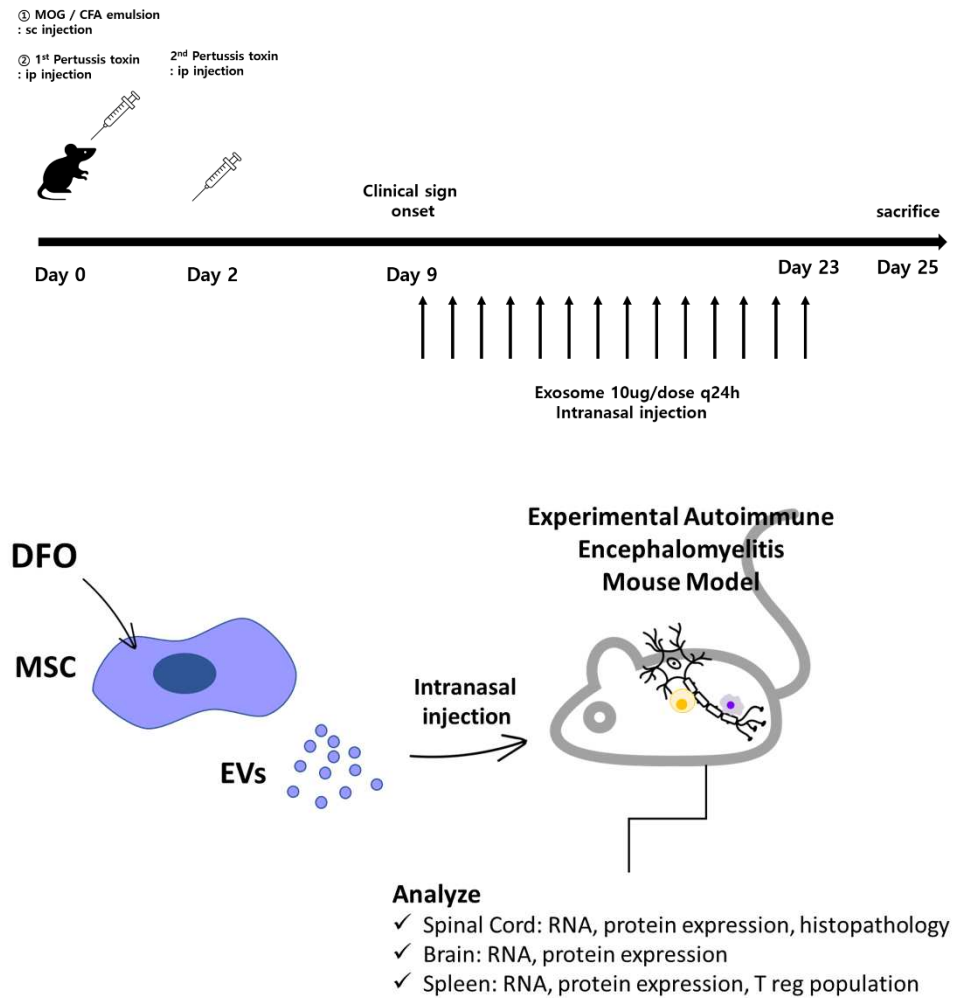 ① MOG / CFA emulsion
: sc injection
② 1st Pertussis toxin
: ip injection
2nd Pertussis toxin
: ip injection
Clinical sign
onset
sacrifice
Day 0
Day 2
Day 9
Day 23
Day 25
Exosome 10ug/dose q24h
Intranasal injection
Experimental Autoimmune
Encephalomyelitis
Mouse Model
DFO
MSC
Intranasal
injection
EVs
Analyze
✓ Spinal Cord: RNA, protein expression, histopathology
✓ Brain: RNA, protein expression
✓ Spleen: RNA, protein expression, T reg population